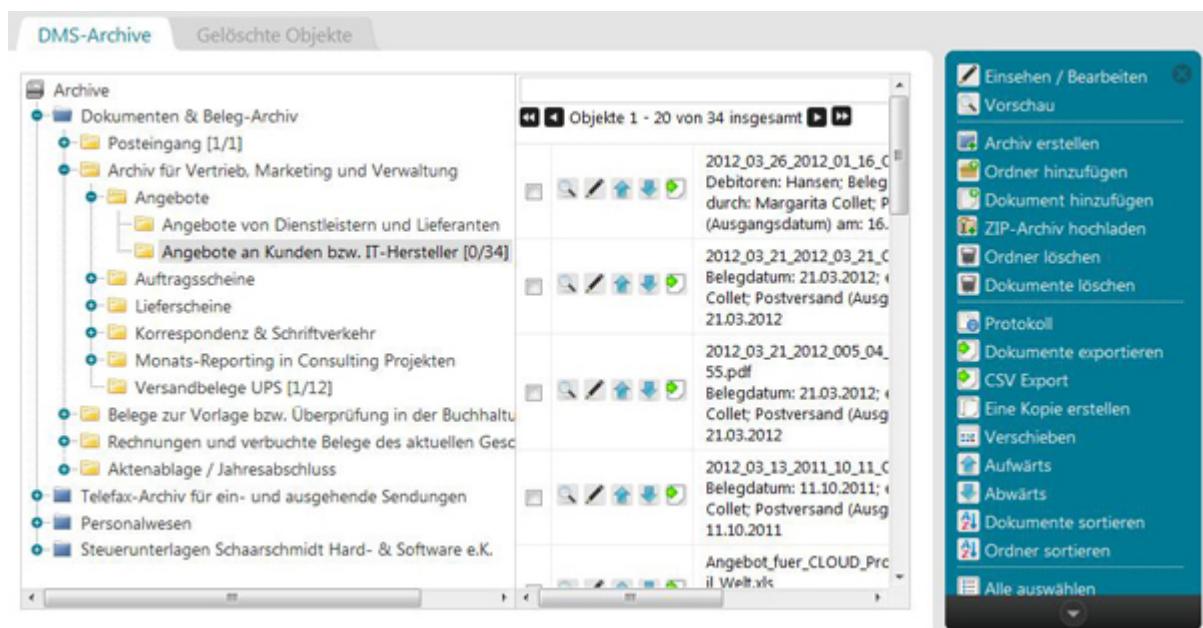 DMS-Archive
Gelöschte Objekte
Archive
Dokumenten & Beleg-Archiv
Posteingang [1/1]
Archiv für Vertrieb, Marketing und Verwaltung
Angebote
Angebote von Dienstleistern und Lieferanten
Angebote an Kunden bzw. IT-Hersteller [0/34]
Auftragsscheine
Lieferscheine
Korrespondenz & Schriftverkehr
Monats-Reporting in Consulting Projekten
Versandbelege UPS [1/12]
Belege zur Vorlage bzw. Überprüfung in der Buchhaltu
Rechnungen und verbuchte Belege des aktuellen Gesc
Aktenablage / Jahresabschluss
Telefax-Archiv für ein- und ausgehende Sendungen
Personalwesen
Steuerunterlagen Schaarschmidt Hard- & Software e.K.
Objekte 1 - 20 von 34 insgesamt
2012_03_26_2012_01_16_C
Debitoren: Hansen; Beleg
durch: Margarita Collet; P
(Ausgangsdatum) am: 16.
2012_03_21_2012_03_21_C
Belegdatum: 21.03.2012; e
Collet; Postversand (Ausg
21.03.2012
2012_03_21_2012_005_04_
55.pdf
Belegdatum: 21.03.2012; e
Collet; Postversand (Ausg
21.03.2012
2012_03_13_2011_10_11_C
Belegdatum: 11.10.2011; e
Collet; Postversand (Ausg
11.10.2011
Angebot_fuer_CLOUD_Prc
il_Welt.xls
Einsehen / Bearbeiten
Vorschau
Archiv erstellen
Ordner hinzufügen
Dokument hinzufügen
ZIP-Archiv hochladen
Ordner löschen
Dokumente löschen
Protokoll
Dokumente exportieren
CSV Export
Eine Kopie erstellen
Verschieben
Aufwärts
Abwärts
Dokumente sortieren
Ordner sortieren
Alle auswählen